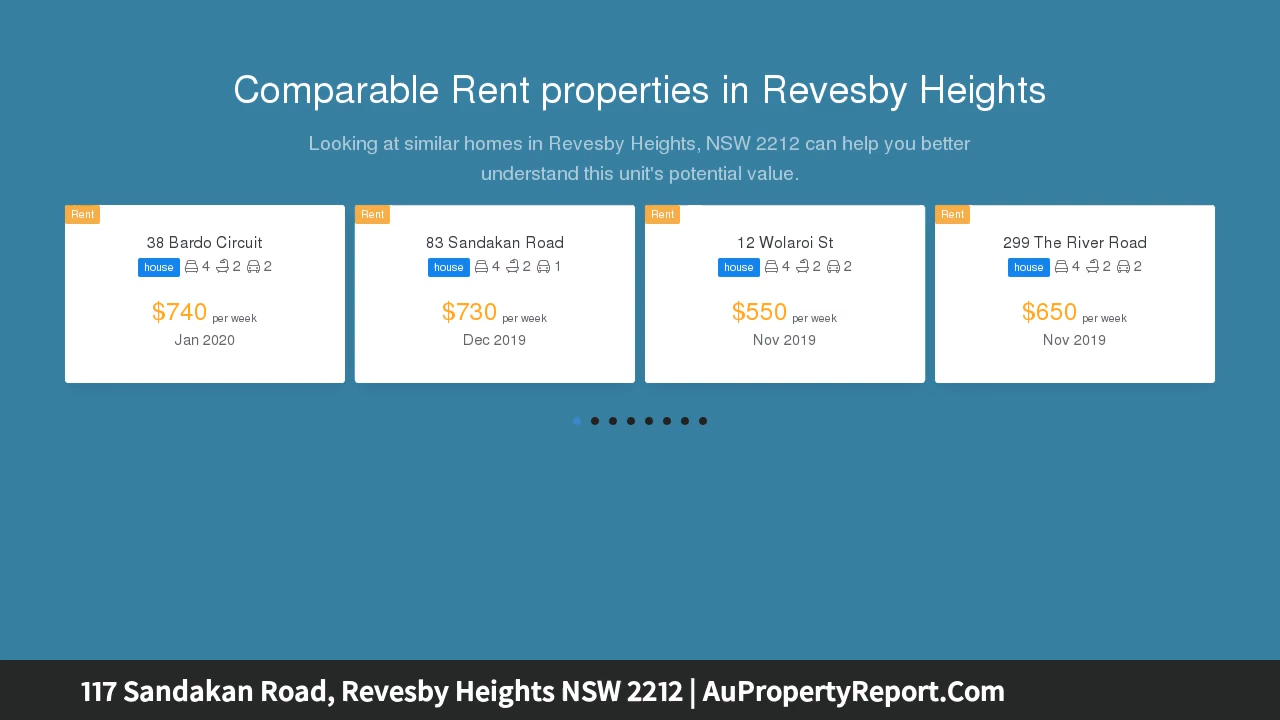 Comparable Rent properties in Revesby Heights
Looking at similar homes in Revesby Heights, NSW 2212 can help you better
understand this unit's potential value.
Rent
38 Bardo Circuit
house 4 2 2
$740 per week
Jan 2020
Rent
83 Sandakan Road
house 4 2 1
$730 per week
Dec 2019
Rent
12 Wolaroi St
house 4 2 2
$550 per week
Nov 2019
Rent
299 The River Road
house 4 2 2
$650 per week
Nov 2019
117 Sandakan Road, Revesby Heights NSW 2212 | AuPropertyReport.Com